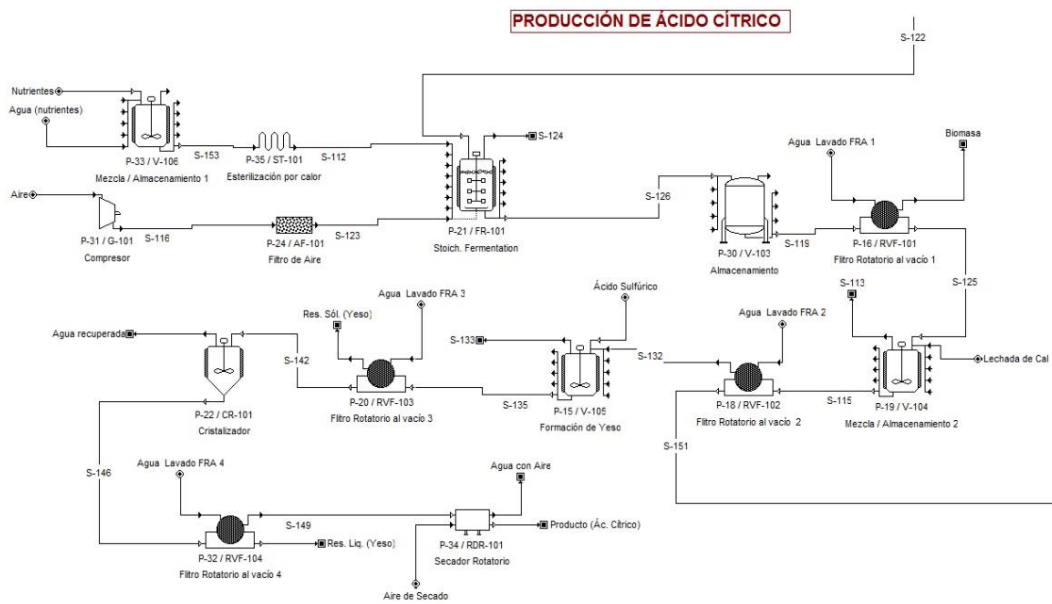 PRODUCCIÓN DE ÁCIDO CÍTRICO
S-122
Nutrientes
Agua (nutrientes)
P-33 / V-106
Mezcla / Almacenamiento 1
S-153
P-35 / ST-101
Esterilización por calor
S-112
S-124
P-21 / FR-101
Stoich. Fermentation
Aire
P-31 / G-101
Compresor
S-116
P-24 / AF-101
Filtro de Aire
S-123
S-126
P-30 / V-103
Almacenamiento
S-119
Agua Lavado FRA 1
Biomasa
P-16 / RVF-101
Flitro Rotatorio al vacío 1
S-125
S-113
Lechada de Cal
P-19 / V-104
Mezcla / Almacenamiento 2
S-115
Agua Lavado FRA 2
P-18 / RVF-102
Flitro Rotatorio al vacío 2
S-151
S-132
Ácido Sulfúrico
S-133
P-15 / V-105
Formación de Yeso
S-135
Agua Lavado FRA 3
Res. Sól. (Yeso)
P-20 / RVF-103
Flitro Rotatorio al vacío 3
S-142
Agua recuperada
P-22 / CR-101
Cristalizador
S-146
Agua Lavado FRA 4
P-32 / RVF-104
Flitro Rotatorio al vacío 4
S-149
Res. Liq. (Yeso)
Agua con Aire
Producto (Ác. Cítrico)
P-34 / RDR-101
Secador Rotatorio
Aire de Secado